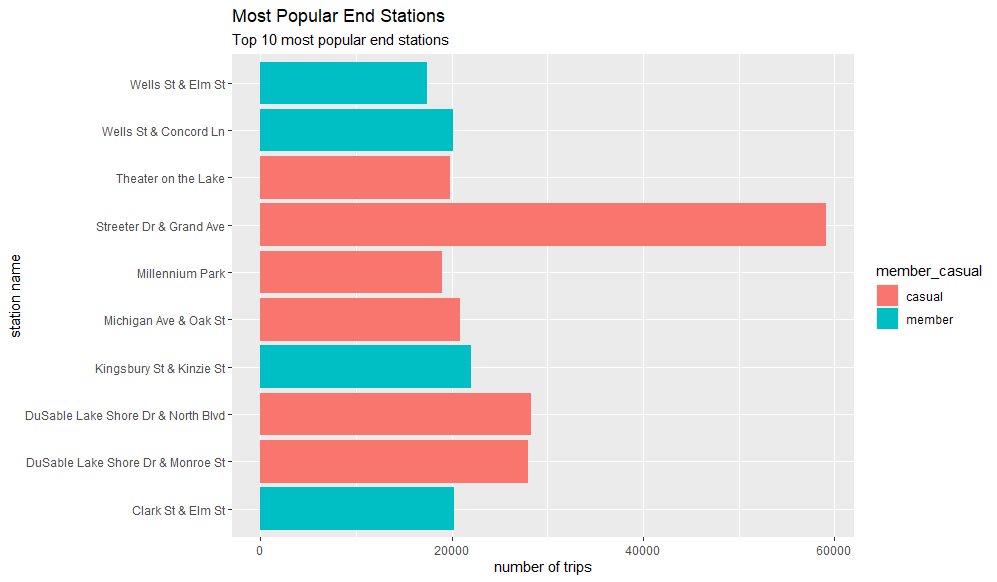 Most Popular End Stations
Top 10 most popular end stations
station name
Wells St & Elm St
Wells St & Concord Ln
Theater on the Lake
Streeter Dr & Grand Ave
Millennium Park
Michigan Ave & Oak St
Kingsbury St & Kinzie St
DuSable Lake Shore Dr & North Blvd
DuSable Lake Shore Dr & Monroe St
Clark St & Elm St
0 20000 40000 60000
number of trips
member_casual
casual
member